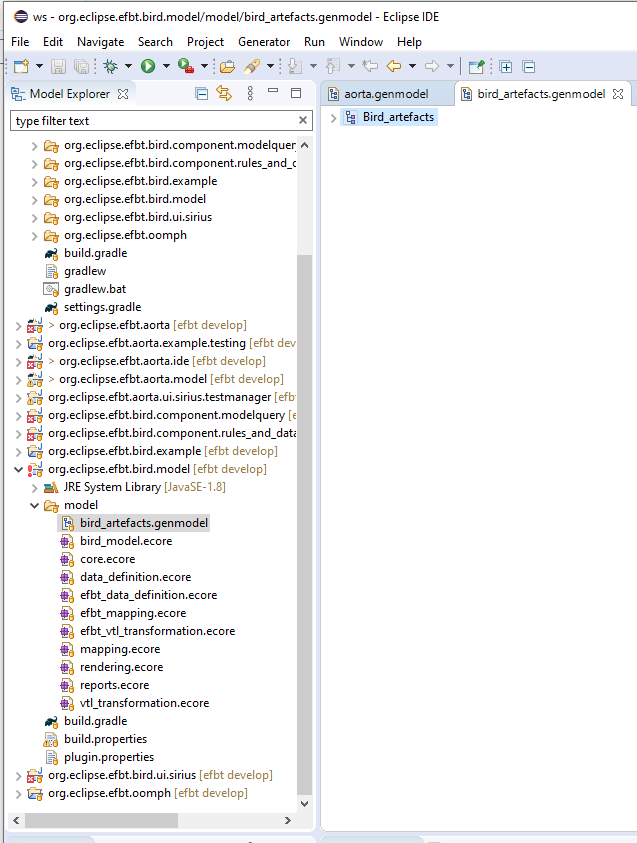 ws - org.eclipse.efbt.bird.model/model/bird_artefacts.genmodel - Eclipse IDE
File Edit Navigate Search Project Generator Run Window Help
Model Explorer
type filter text
org.eclipse.efbt.bird.component.modelquery
org.eclipse.efbt.bird.component.rules_and_d
org.eclipse.efbt.bird.example
org.eclipse.efbt.bird.model
org.eclipse.efbt.bird.ui.sirius
org.eclipse.efbt.oomph
build.gradle
gradlew
gradlew.bat
settings.gradle
> org.eclipse.efbt.aorta [efbt develop]
org.eclipse.efbt.aorta.example.testing [efbt dev
> org.eclipse.efbt.aorta.ide [efbt develop]
> org.eclipse.efbt.aorta.model [efbt develop]
org.eclipse.efbt.aorta.ui.sirius.testmanager [efb
org.eclipse.efbt.bird.component.modelquery [e
org.eclipse.efbt.bird.component.rules_and_data
org.eclipse.efbt.bird.example [efbt develop]
org.eclipse.efbt.bird.model [efbt develop]
JRE System Library [JavaSE-1.8]
model
bird_artefacts.genmodel
bird_model.ecore
core.ecore
data_definition.ecore
efbt_data_definition.ecore
efbt_mapping.ecore
efbt_vtl_transformation.ecore
mapping.ecore
rendering.ecore
reports.ecore
vtl_transformation.ecore
build.gradle
build.properties
plugin.properties
org.eclipse.efbt.bird.ui.sirius [efbt develop]
org.eclipse.efbt.oomph [efbt develop]
aorta.genmodel
bird_artefacts.genmodel
Bird_artefacts